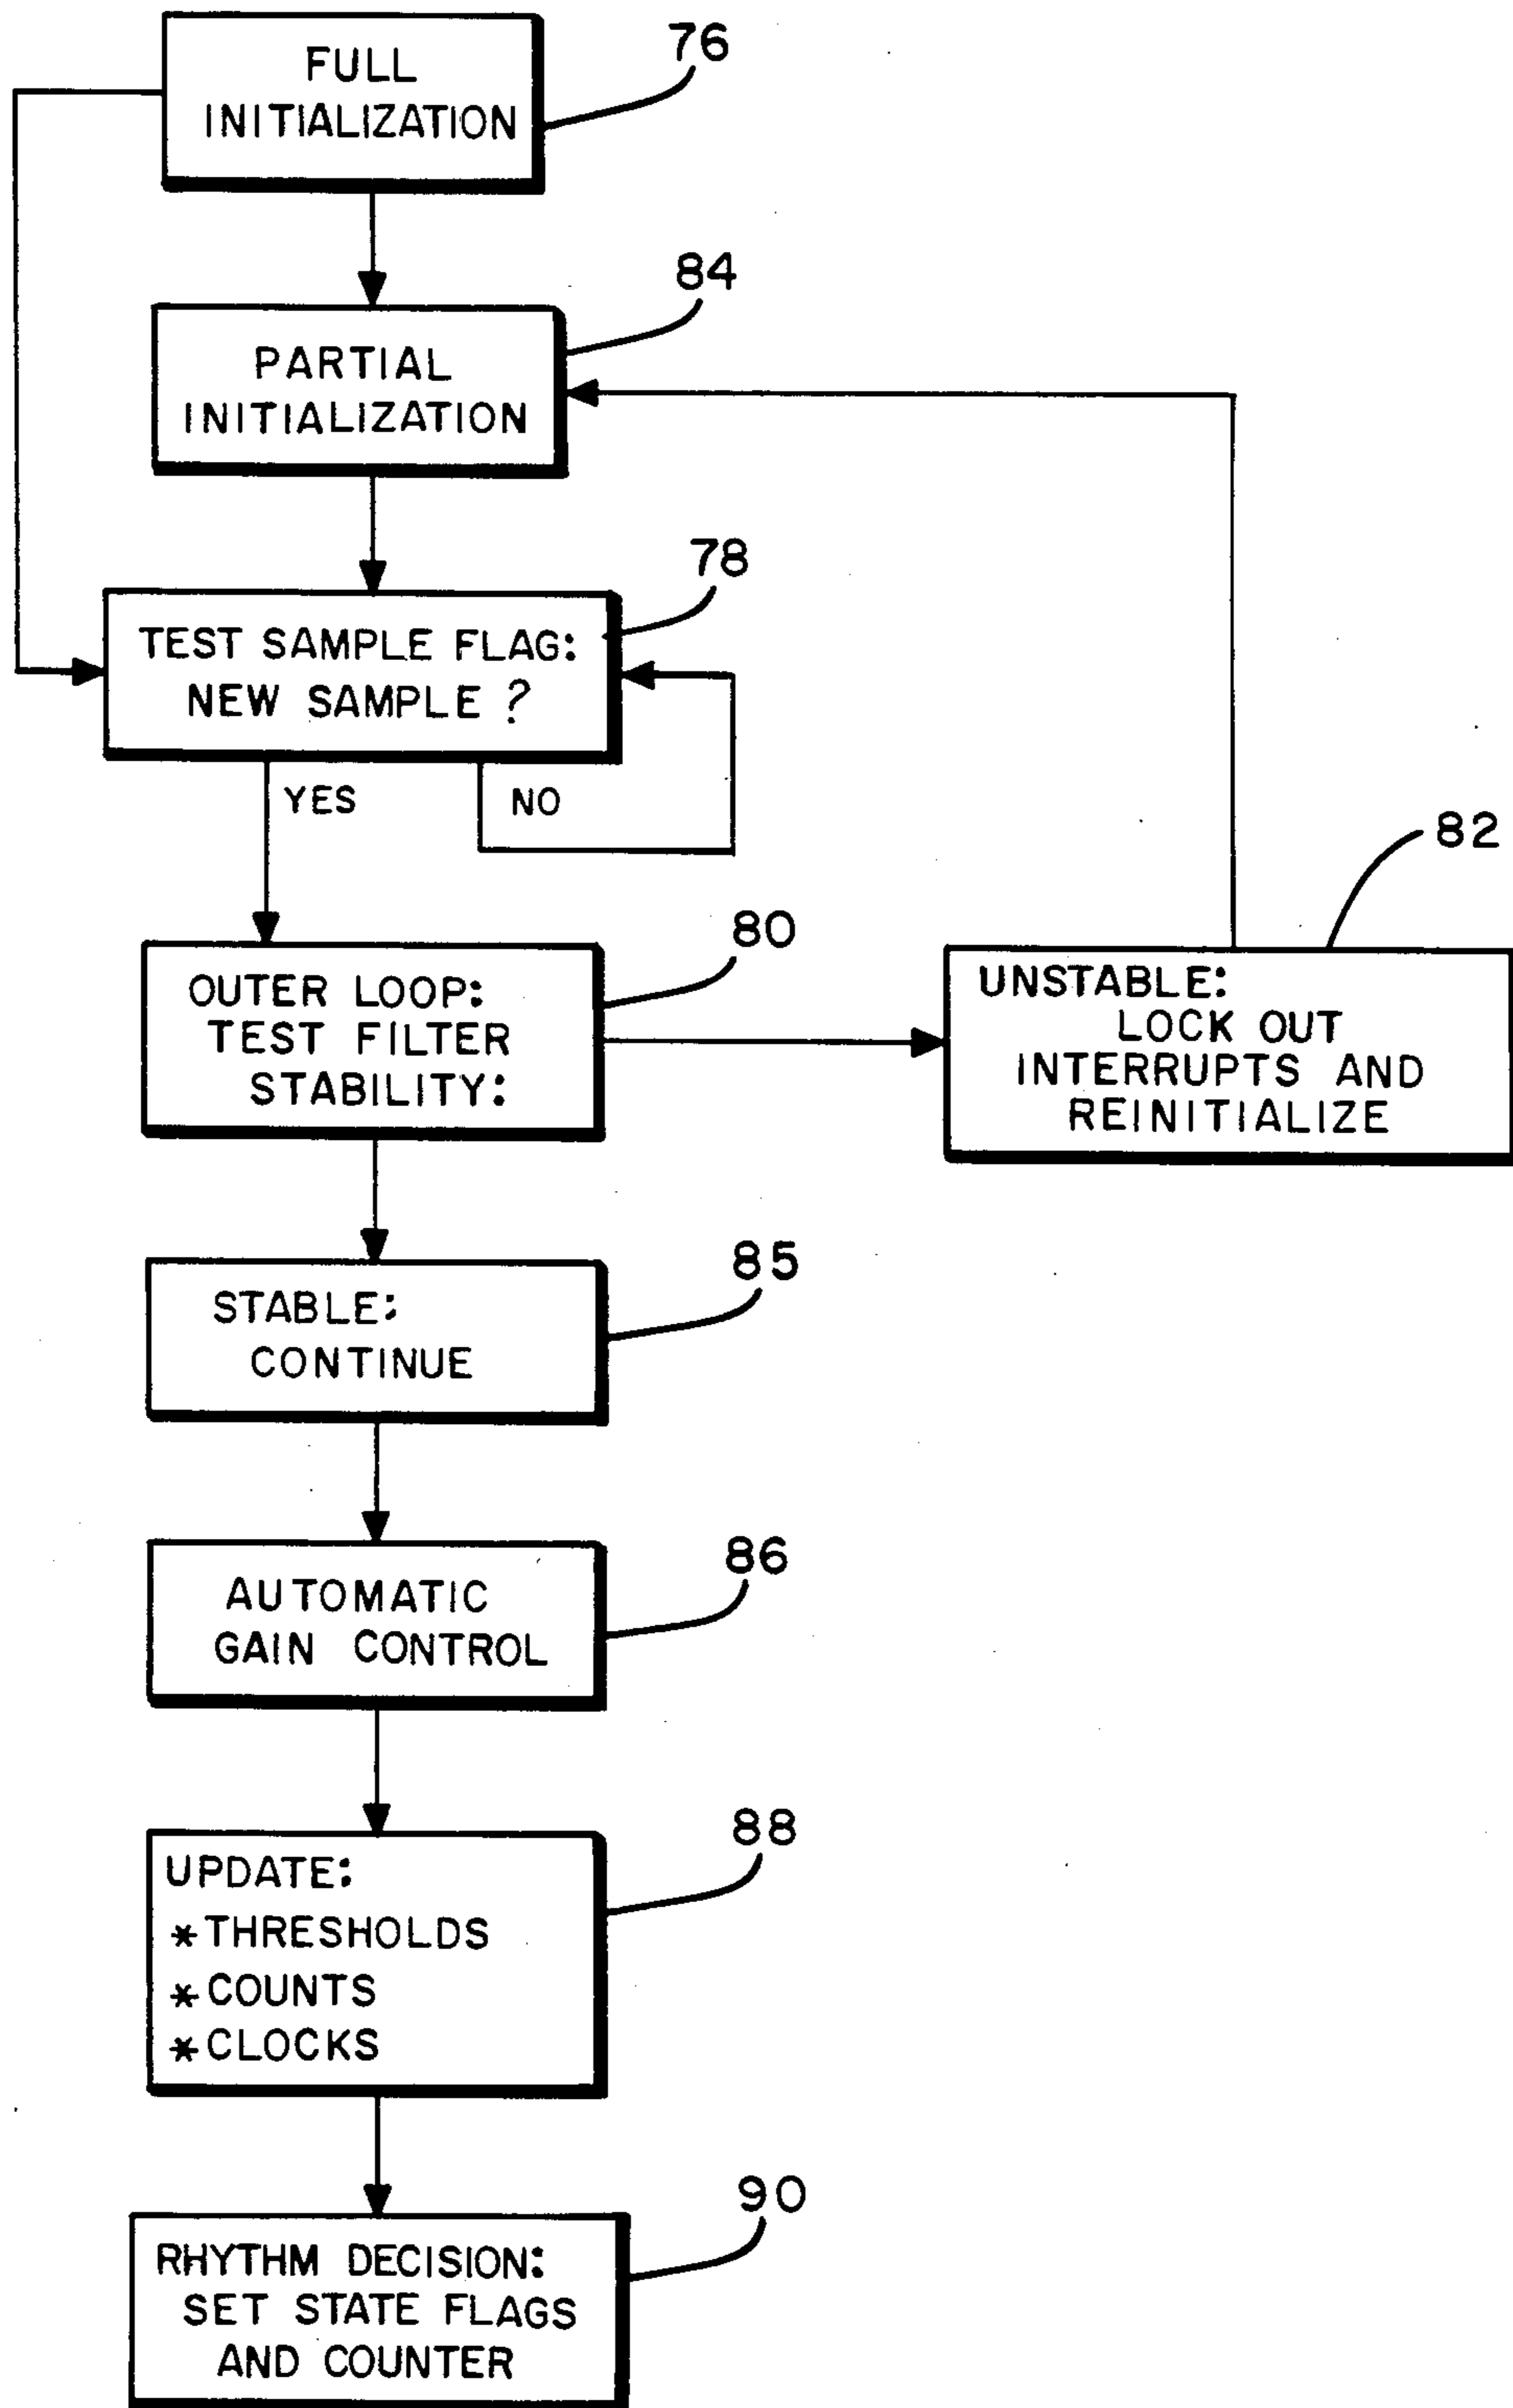 FULL
INITIALIZATION
76
84
PARTIAL
INITIALIZATION
78
TEST SAMPLE FLAG:
NEW SAMPLE ?
YES
NO
82
80
OUTER LOOP:
TEST FILTER
STABILITY:
UNSTABLE:
LOCK OUT
INTERRUPTS AND
REINITIALIZE
85
STABLE:
CONTINUE
86
AUTOMATIC
GAIN CONTROL
88
UPDATE:
* THRESHOLDS
* COUNTS
* CLOCKS
90
RHYTHM DECISION:
SET STATE FLAGS
AND COUNTER